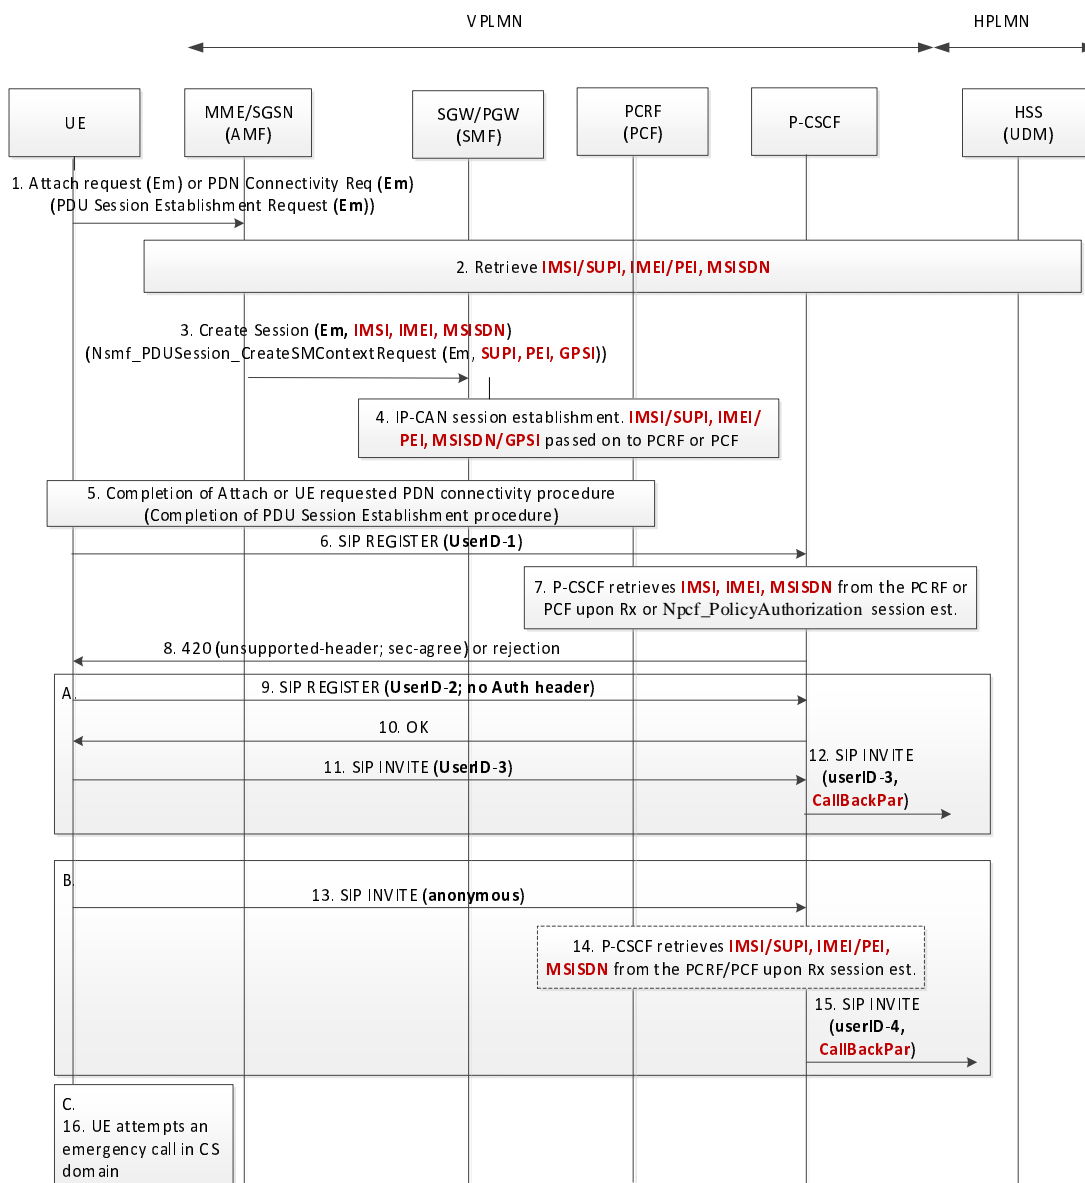 VPLMN
HPLMN
UE
MME/SGSN
(AMF)
SGW/PGW
(SMF)
PCRF
(PCF)
P-CSCF
HSS
(UDM)
1. Attach request (Em) or PDN Connectivity Req (Em)
(PDU Session Establishment Request (Em))
2. Retrieve IMSI/SUPI, IMEI/PEI, MSISDN
3. Create Session (Em, IMSI, IMEI, MSISDN)
(Nsmf_PDUSession_CreateSMContextRequest (Em, SUPI, PEI, GPSI))
4. IP-CAN session establishment. IMSI/SUPI, IMEI/
PEI, MSISDN/GPSI passed on to PCRF or PCF
5. Completion of Attach or UE requested PDN connectivity procedure
(Completion of PDU Session Establishment procedure)
6. SIP REGISTER (UserID-1)
7. P-CSCF retrieves IMSI, IMEI, MSISDN from the PCRF or
PCF upon Rx or Npcf_PolicyAuthorization session est.
8. 420 (unsupported-header; sec-agree) or rejection
A.
9. SIP REGISTER (UserID-2; no Auth header)
10. OK
11. SIP INVITE (UserID-3)
12. SIP INVITE
(userID-3,
CallBackPar)
B.
13. SIP INVITE (anonymous)
14. P-CSCF retrieves IMSI/SUPI, IMEI/PEI,
MSISDN from the PCRF/PCF upon Rx session est.
15. SIP INVITE
(userID-4,
CallBackPar)
C.
16. UE attempts an
emergency call in CS
domain